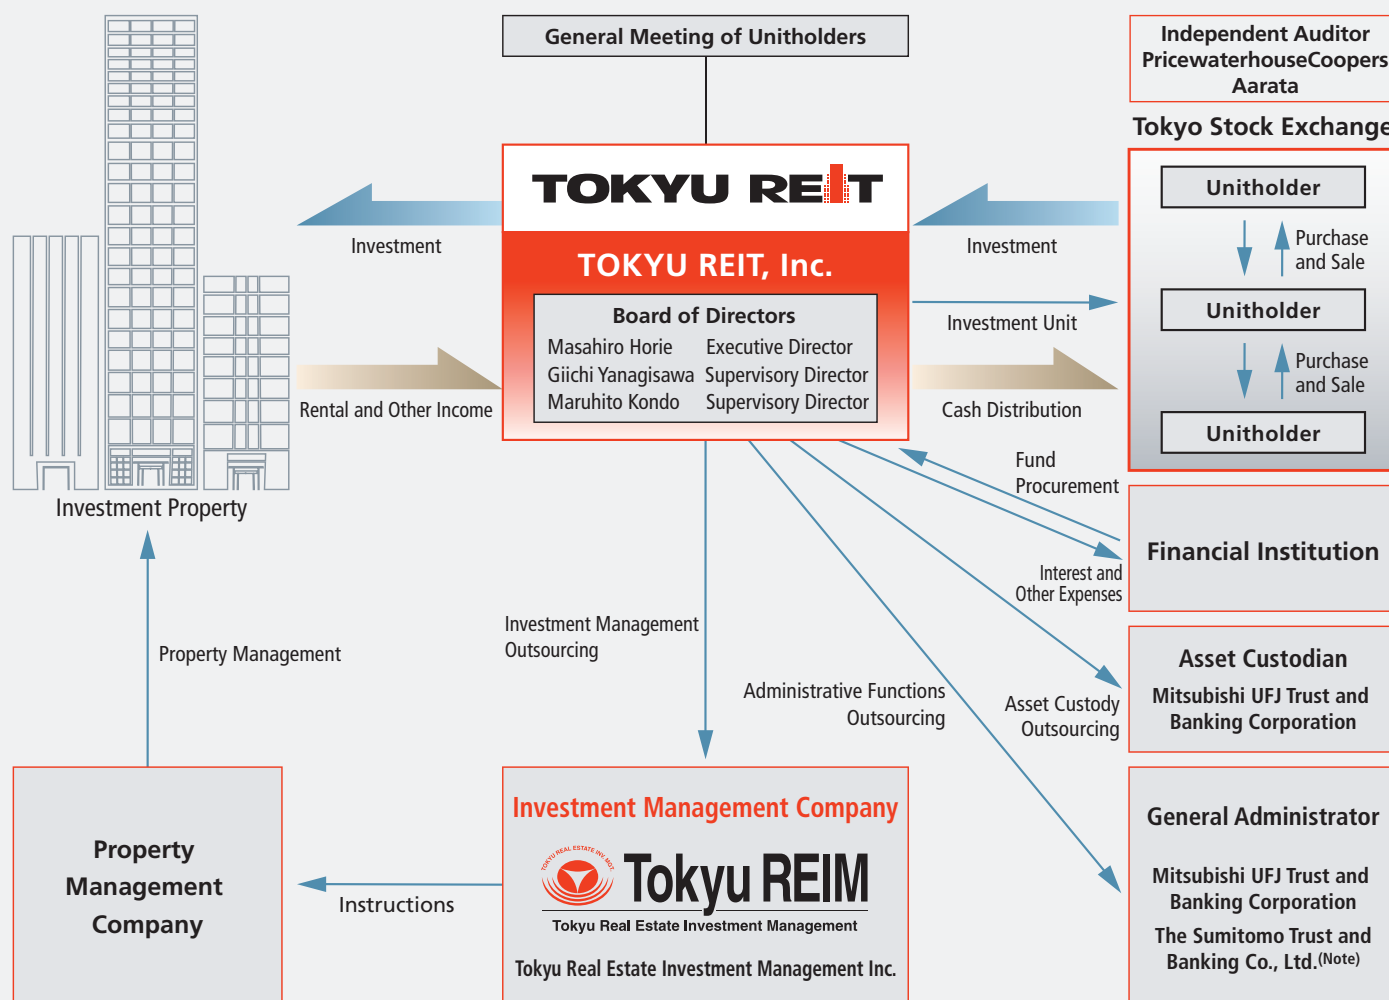 General Meeting of Unitholders
Independent Auditor
PricewaterhouseCoopers
Aarata
Tokyo Stock Exchange
TOKYU REIT
TOKYU REIT, Inc.
Board of Directors
Masahiro Horie Executive Director
Giichi Yanagisawa Supervisory Director
Maruhito Kondo Supervisory Director
Investment
Rental and Other Income
Investment Property
Investment
Investment Unit
Cash Distribution
Unitholder
Purchase
and Sale
Unitholder
Purchase
and Sale
Unitholder
Fund
Procurement
Interest and
Other Expenses
Financial Institution
Investment Management
Outsourcing
Property Management
Administrative Functions
Outsourcing
Asset Custody
Outsourcing
Asset Custodian
Mitsubishi UFJ Trust and
Banking Corporation
Property
Management
Company
Instructions
Investment Management Company
TOKYU REAL ESTATE INV. MGT.
Tokyu REIM
Tokyu Real Estate Investment Management
Tokyu Real Estate Investment Management Inc.
General Administrator
Mitsubishi UFJ Trust and
Banking Corporation
The Sumitomo Trust and
Banking Co., Ltd.(Note)